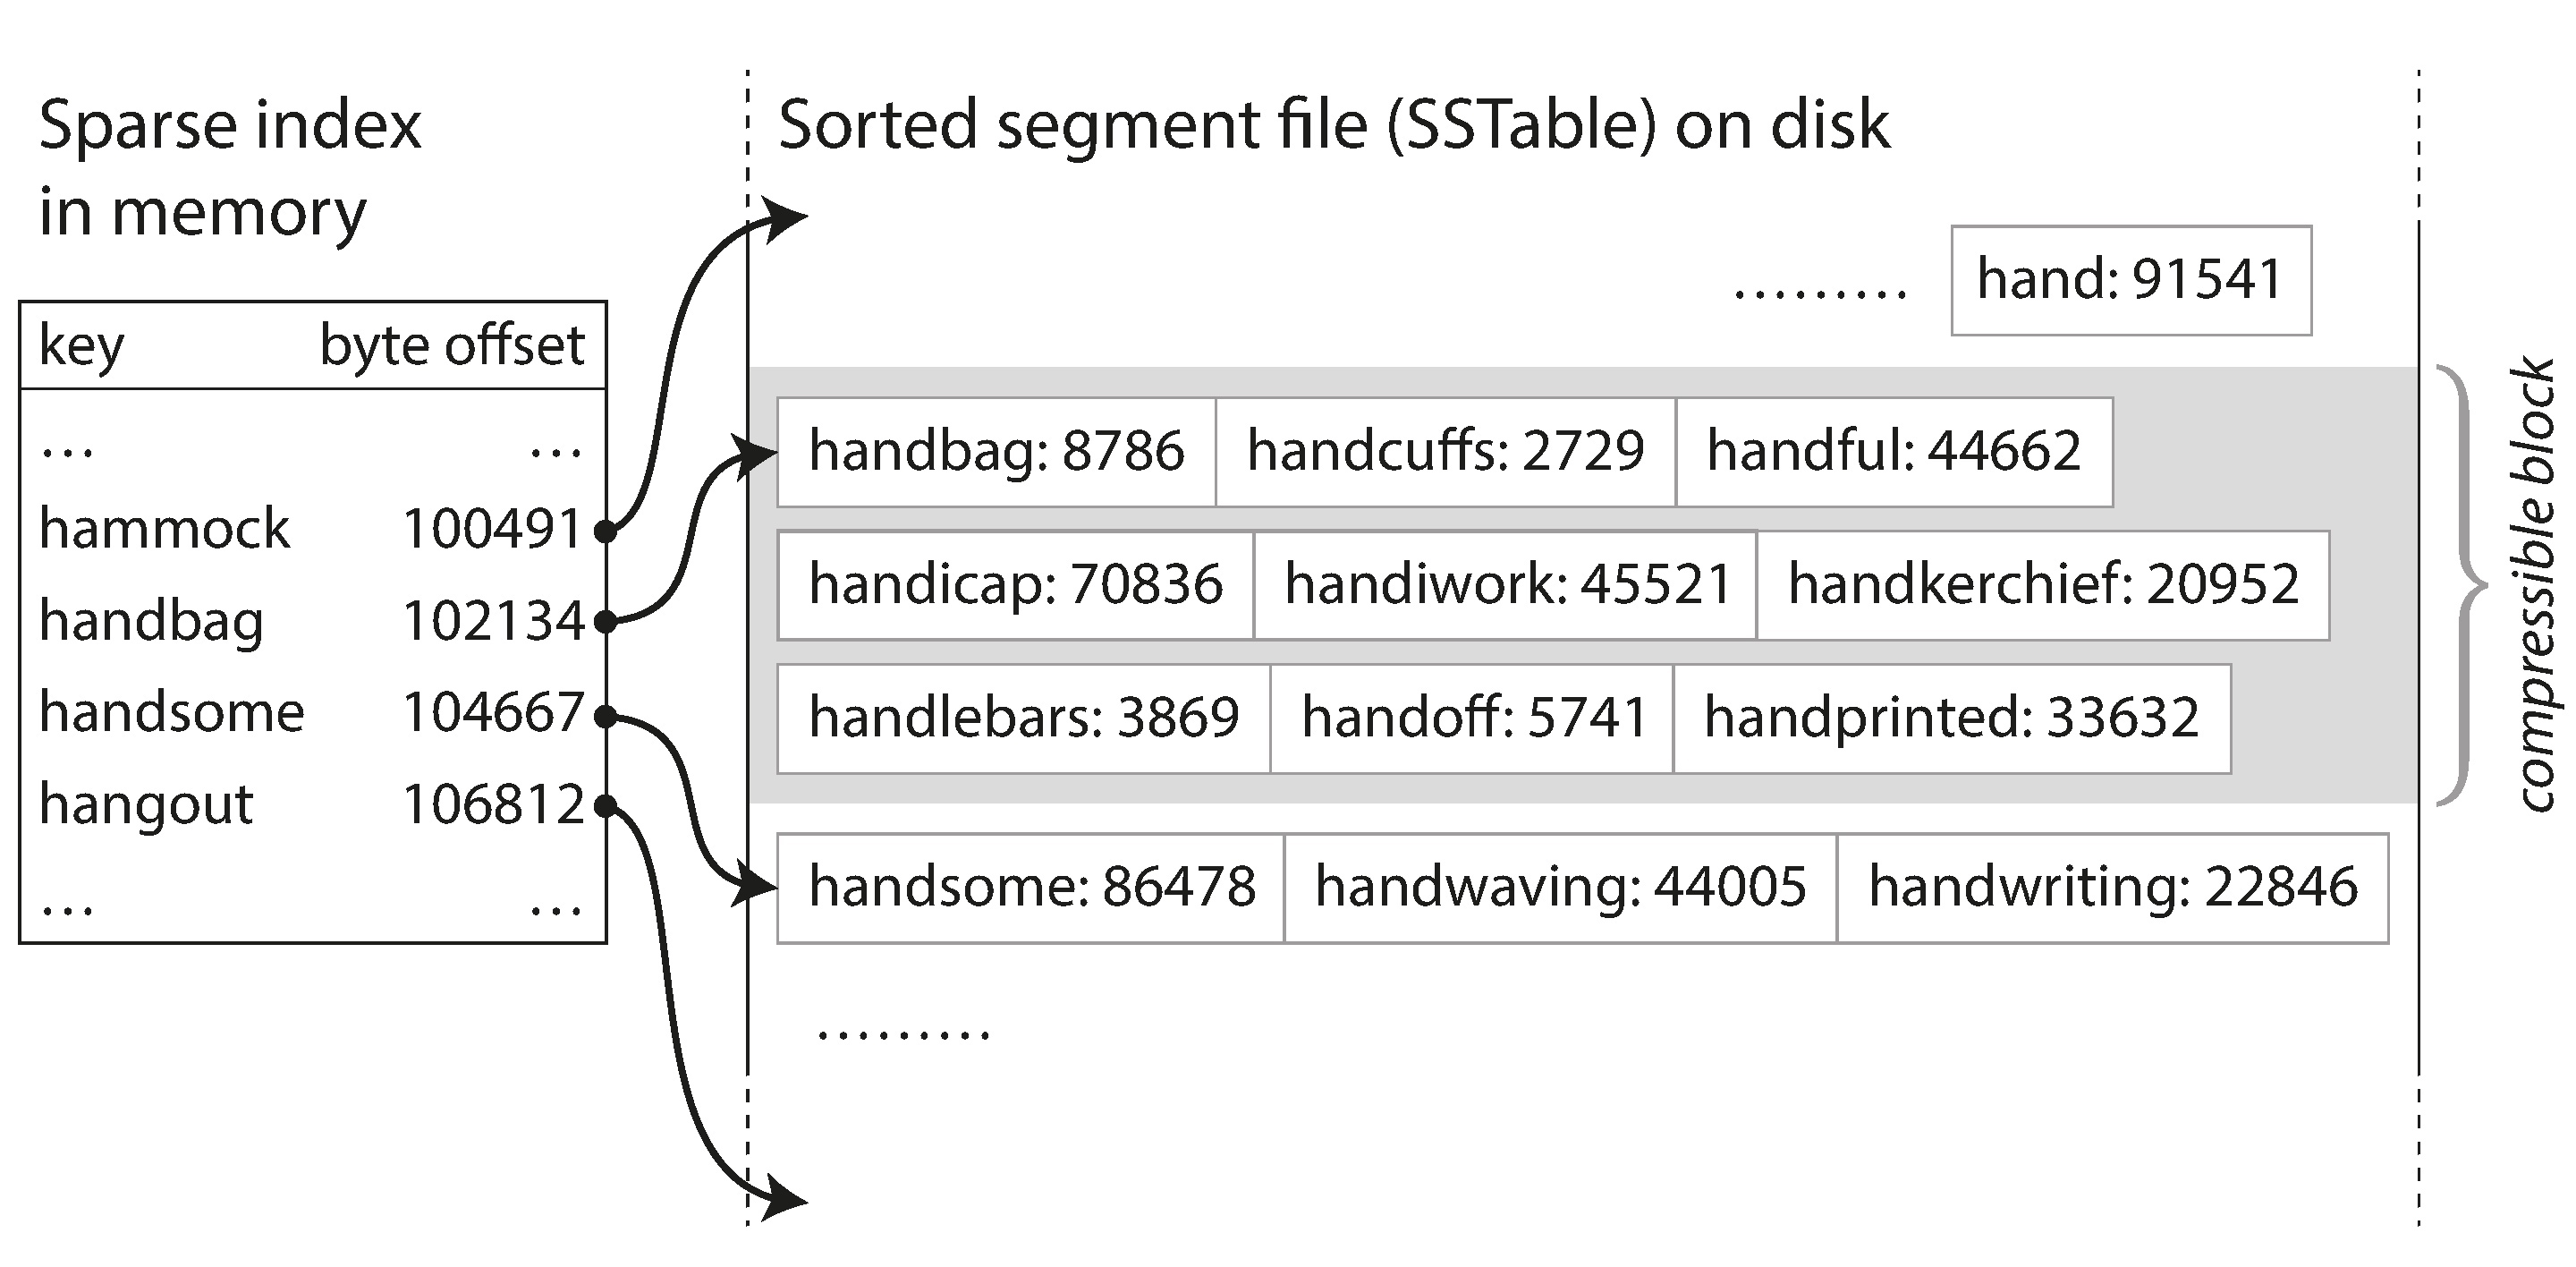 Sparse index
in memory
key byte offset
... ...
hammock 100491
handbag 102134
handsome 104667
hangout 106812
... ...
Sorted segment file (SSTable) on disk
......... hand: 91541
handbag: 8786 handcuffs: 2729 handful: 44662
handicap: 70836 handiwork: 45521 handkerchief: 20952
handlebars: 3869 handoff: 5741 handprinted: 33632
handsome: 86478 handwaving: 44005 handwriting: 22846
.........
compressible block